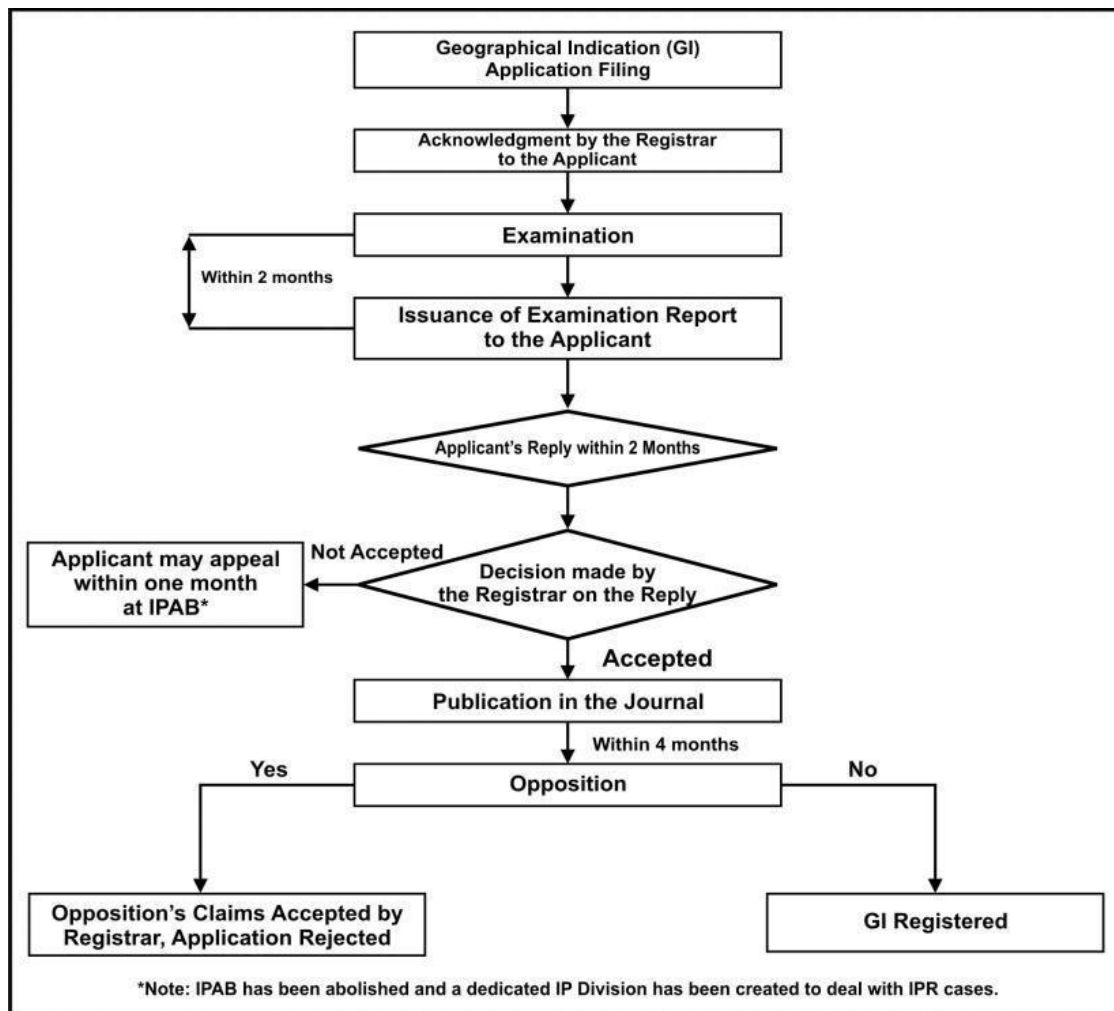 Geographical Indication (GI)
Application Filing
Acknowledgment by the Registrar
to the Applicant
Examination
Within 2 months
Issuance of Examination Report
to the Applicant
Applicant's Reply within 2 Months
Not Accepted
Applicant may appeal
within one month
at IPAB*
Decision made by
the Registrar on the Reply
Accepted
Publication in the Journal
Within 4 months
Yes
Opposition
No
Opposition's Claims Accepted by
Registrar, Application Rejected
GI Registered
*Note: IPAB has been abolished and a dedicated IP Division has been created to deal with IPR cases.